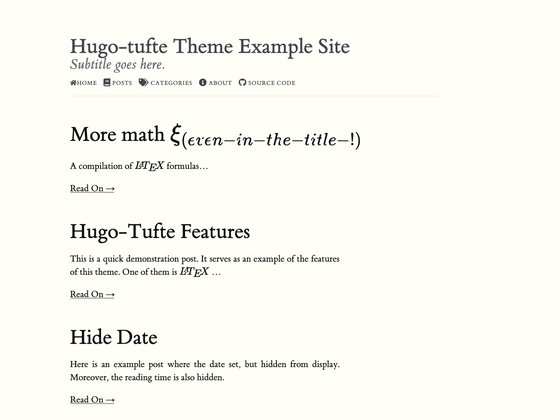 Hugo-tufte Theme Example Site
Subtitle goes here.
HOME POSTS CATEGORIES ABOUT SOURCE CODE
More math ξ(even−in−the−title−!)
A compilation of LATEX formulas…
Read On →
Hugo-Tufte Features
This is a quick demonstration post. It serves as an example of the features
of this theme. One of them is LATEX …
Read On →
Hide Date
Here is an example post where the date set, but hidden from display.
Moreover, the reading time is also hidden.
Read On →